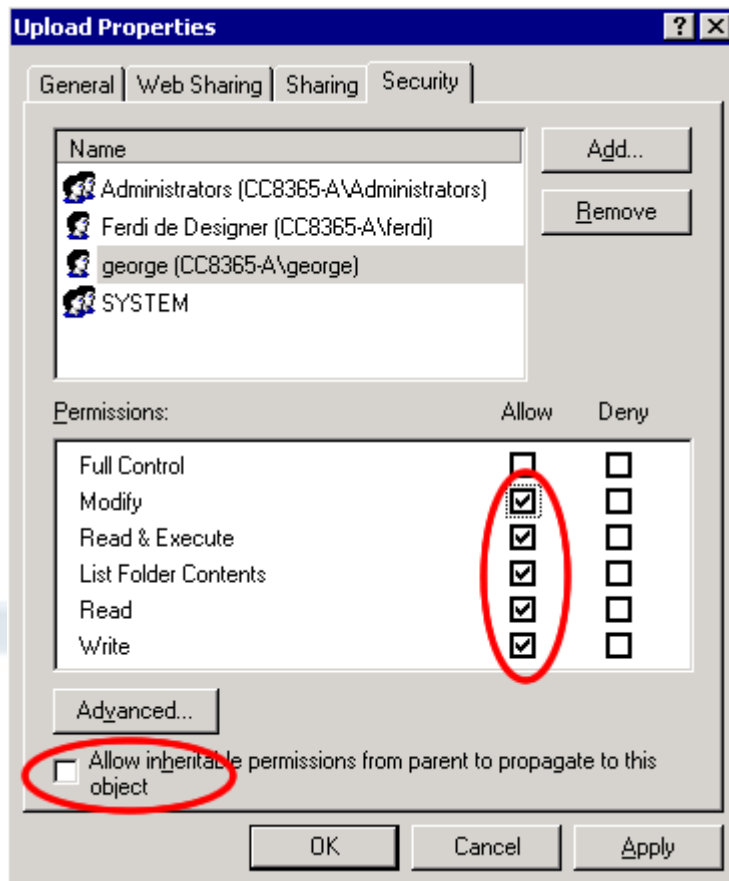 Upload Properties
General Web Sharing Sharing Security
Name
Add...
Administrators (CC8365-A\Administrators)
Remove
Ferdi de Designer (CC8365-A\ferdi)
george (CC8365-A\george)
SYSTEM
Permissions: Allow Deny
Full Control
Modify
Read & Execute
List Folder Contents
Read
Write
Advanced...
Allow inheritable permissions from parent to propagate to this
object
OK Cancel Apply